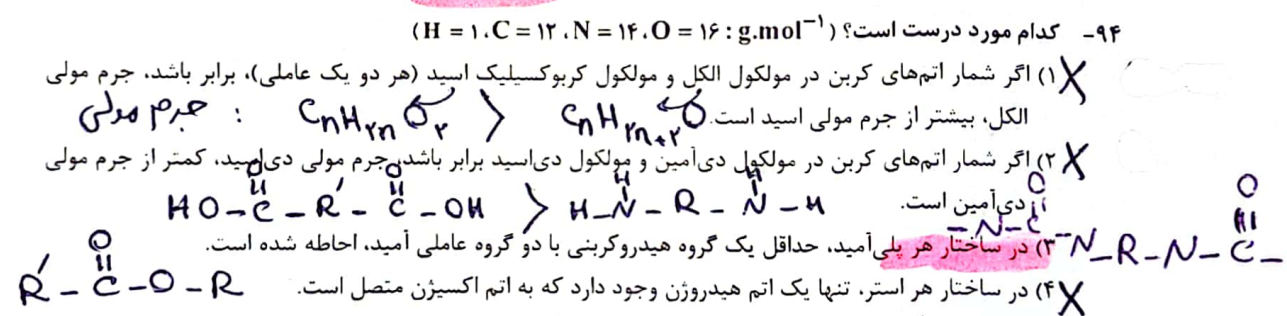 ۹۴- کدام مورد درست است؟ (H = ۱، C = ۱۲، N = ۱۴، O = ۱۶ : g.mol⁻¹)
X ۱) اگر شمار اتم‌های کربن در مولکول الکل و مولکول کربوکسیلیک اسید (هر دو یک عاملی)، برابر باشد، جرم مولی
الکل، بیشتر از جرم مولی اسید است. CnH۲n+۲O < CnH۲nO۲ : جرم مولی
X ۲) اگر شمار اتم‌های کربن در مولکول دی‌آمین و مولکول دی‌اسید برابر باشد، جرم مولی دی‌اسید، کمتر از جرم مولی
دی‌آمین است.
O O H H O
HO-C-R'-C-OH > H-N-R-N-H -N-C- -N-R-N-C-
۳) در ساختار هر پلی‌آمید، حداقل یک گروه هیدروکربنی با دو گروه عاملی آمید، احاطه شده است.
X ۴) در ساختار هر استر، تنها یک اتم هیدروژن وجود دارد که به اتم اکسیژن متصل است.
O
R'-C-O-R